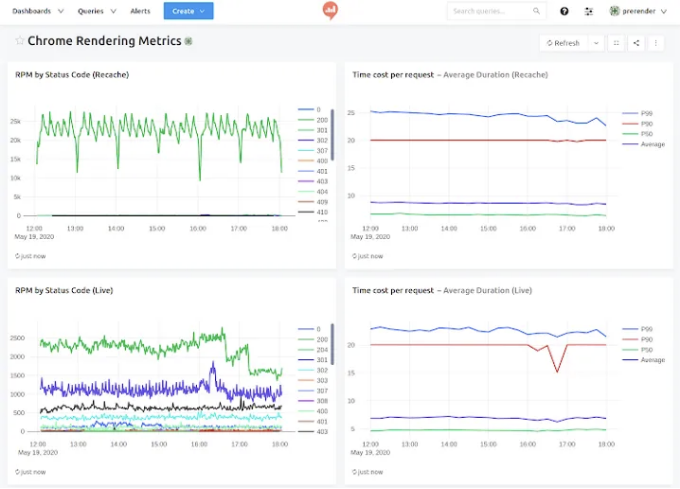 Dashboards Queries Alerts Create Search queries... prerender
Chrome Rendering Metrics Refresh
RPM by Status Code (Recache)
25k
20k
15k
10k
5k
0
12:00 13:00 14:00 15:00 16:00 17:00 18:00
May 19, 2020
0
200
301
302
307
400
401
403
404
409
410
just now
Time cost per request – Average Duration (Recache)
25
20
15
10
12:00 13:00 14:00 15:00 16:00 17:00 18:00
May 19, 2020
P99
P90
P50
Average
just now
RPM by Status Code (Live)
2500
2000
1500
1000
500
0
12:00 13:00 14:00 15:00 16:00 17:00 18:00
May 19, 2020
0
200
204
301
302
303
307
308
400
401
403
just now
Time cost per request – Average Duration (Live)
20
15
10
5
12:00 13:00 14:00 15:00 16:00 17:00 18:00
May 19, 2020
P99
P90
P50
Average
just now